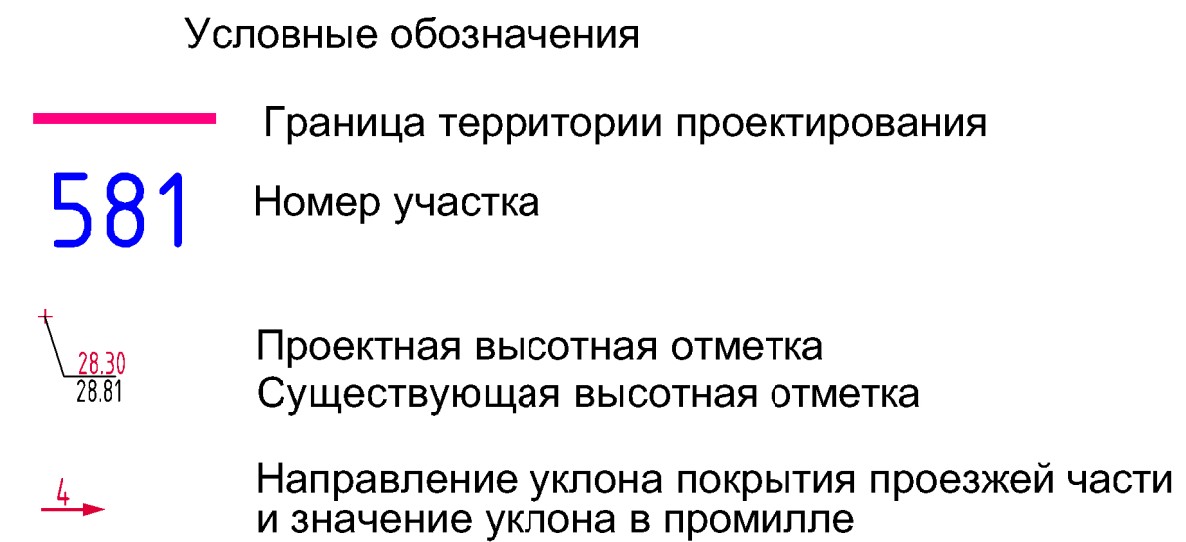 Условные обозначения
Граница территории проектирования
581 Номер участка
28.30 Проектная высотная отметка
28.81 Существующая высотная отметка
4 Направление уклона покрытия проезжей части
и значение уклона в промилле